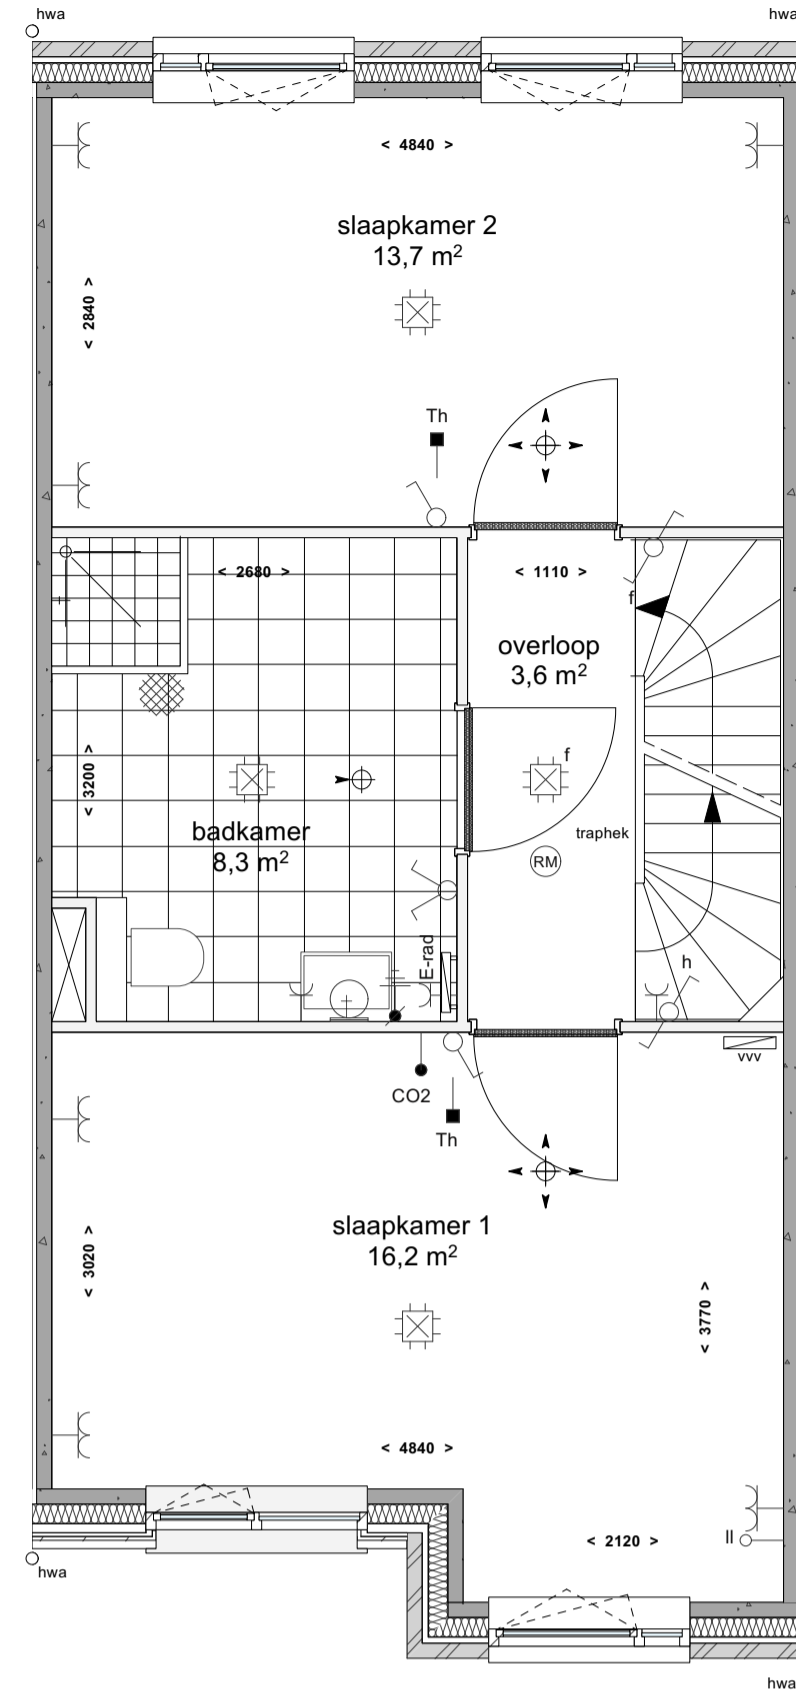 hwa
hwa
< 4840 >
slaapkamer 2
13,7 m²
< 2840 >
Th
< 2680 >
< 1110 >
f
overloop
3,6 m²
< 3200 >
f
badkamer
8,3 m²
traphek
RM
E-rad
h
vvv
CO2
Th
slaapkamer 1
16,2 m²
< 3020 >
< 3770 >
< 4840 >
< 2120 >
II
hwa
hwa